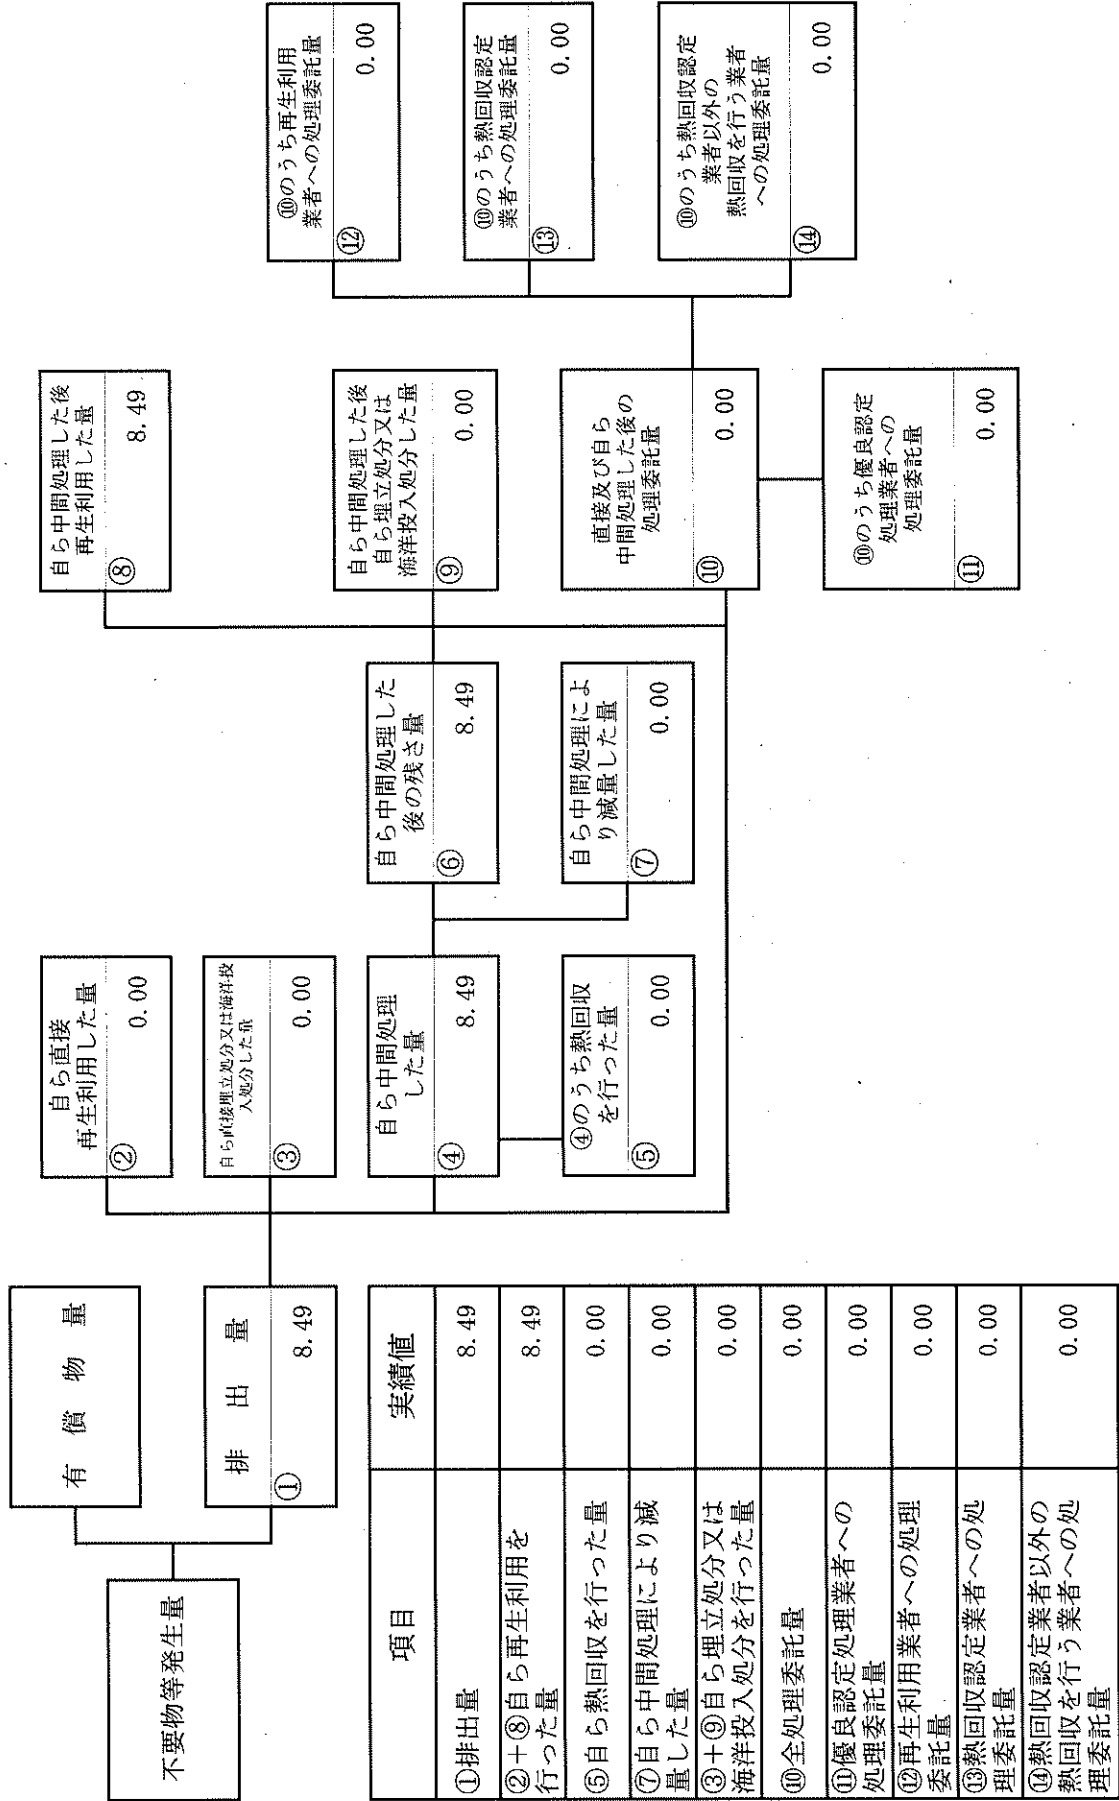 不要物等発生量
有償物量
排出量
① 8.49
自ら直接
再生利用した量
② 0.00
自ら直接埋立処分又は海洋投
入処分した量
③ 0.00
自ら中間処理
した量
④ 8.49
④のうち熱回収
を行った量
⑤ 0.00
自ら中間処理した
後の残さ量
⑥ 8.49
自ら中間処理によ
り減量した量
⑦ 0.00
自ら中間処理した後
再生利用した量
⑧ 8.49
自ら中間処理した後
自ら埋立処分又は
海洋投入処分した量
⑨ 0.00
直接及び自ら
中間処理した後の
処理委託量
⑩ 0.00
⑩のうち優良認定
処理業者への
処理委託量
⑪ 0.00
⑩のうち再生利用
業者への処理委託量
⑫ 0.00
⑩のうち熱回収認定
業者への処理委託量
⑬ 0.00
⑩のうち熱回収認定
業者以外の
熱回収を行う業者
への処理委託量
⑭ 0.00
項目 実績値
①排出量 8.49
②+⑧自ら再生利用を
行った量 8.49
⑤自ら熱回収を行った量 0.00
⑦自ら中間処理により減
量した量 0.00
③+⑨自ら埋立処分又は
海洋投入処分を行った量 0.00
⑩全処理委託量 0.00
⑪優良認定処理業者への
処理委託量 0.00
⑫再生利用業者への処理
委託量 0.00
⑬熱回収認定業者への処
理委託量 0.00
⑭熱回収認定業者以外の
熱回収を行う業者への処
理委託量 0.00